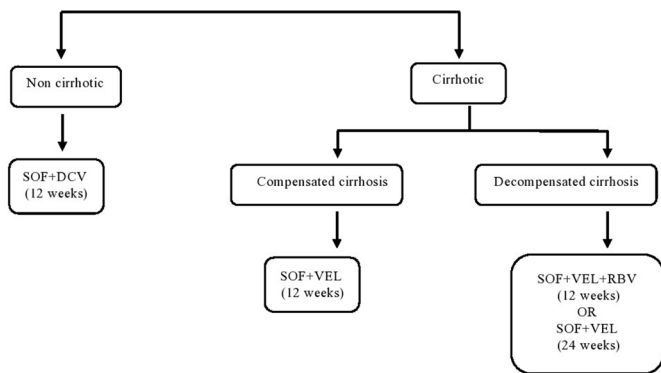 Non cirrhotic
Cirrhotic
SOF+DCV
(12 weeks)
Compensated cirrhosis
Decompensated cirrhosis
SOF+VEL
(12 weeks)
SOF+VEL+RBV
(12 weeks)
OR
SOF+VEL
(24 weeks)